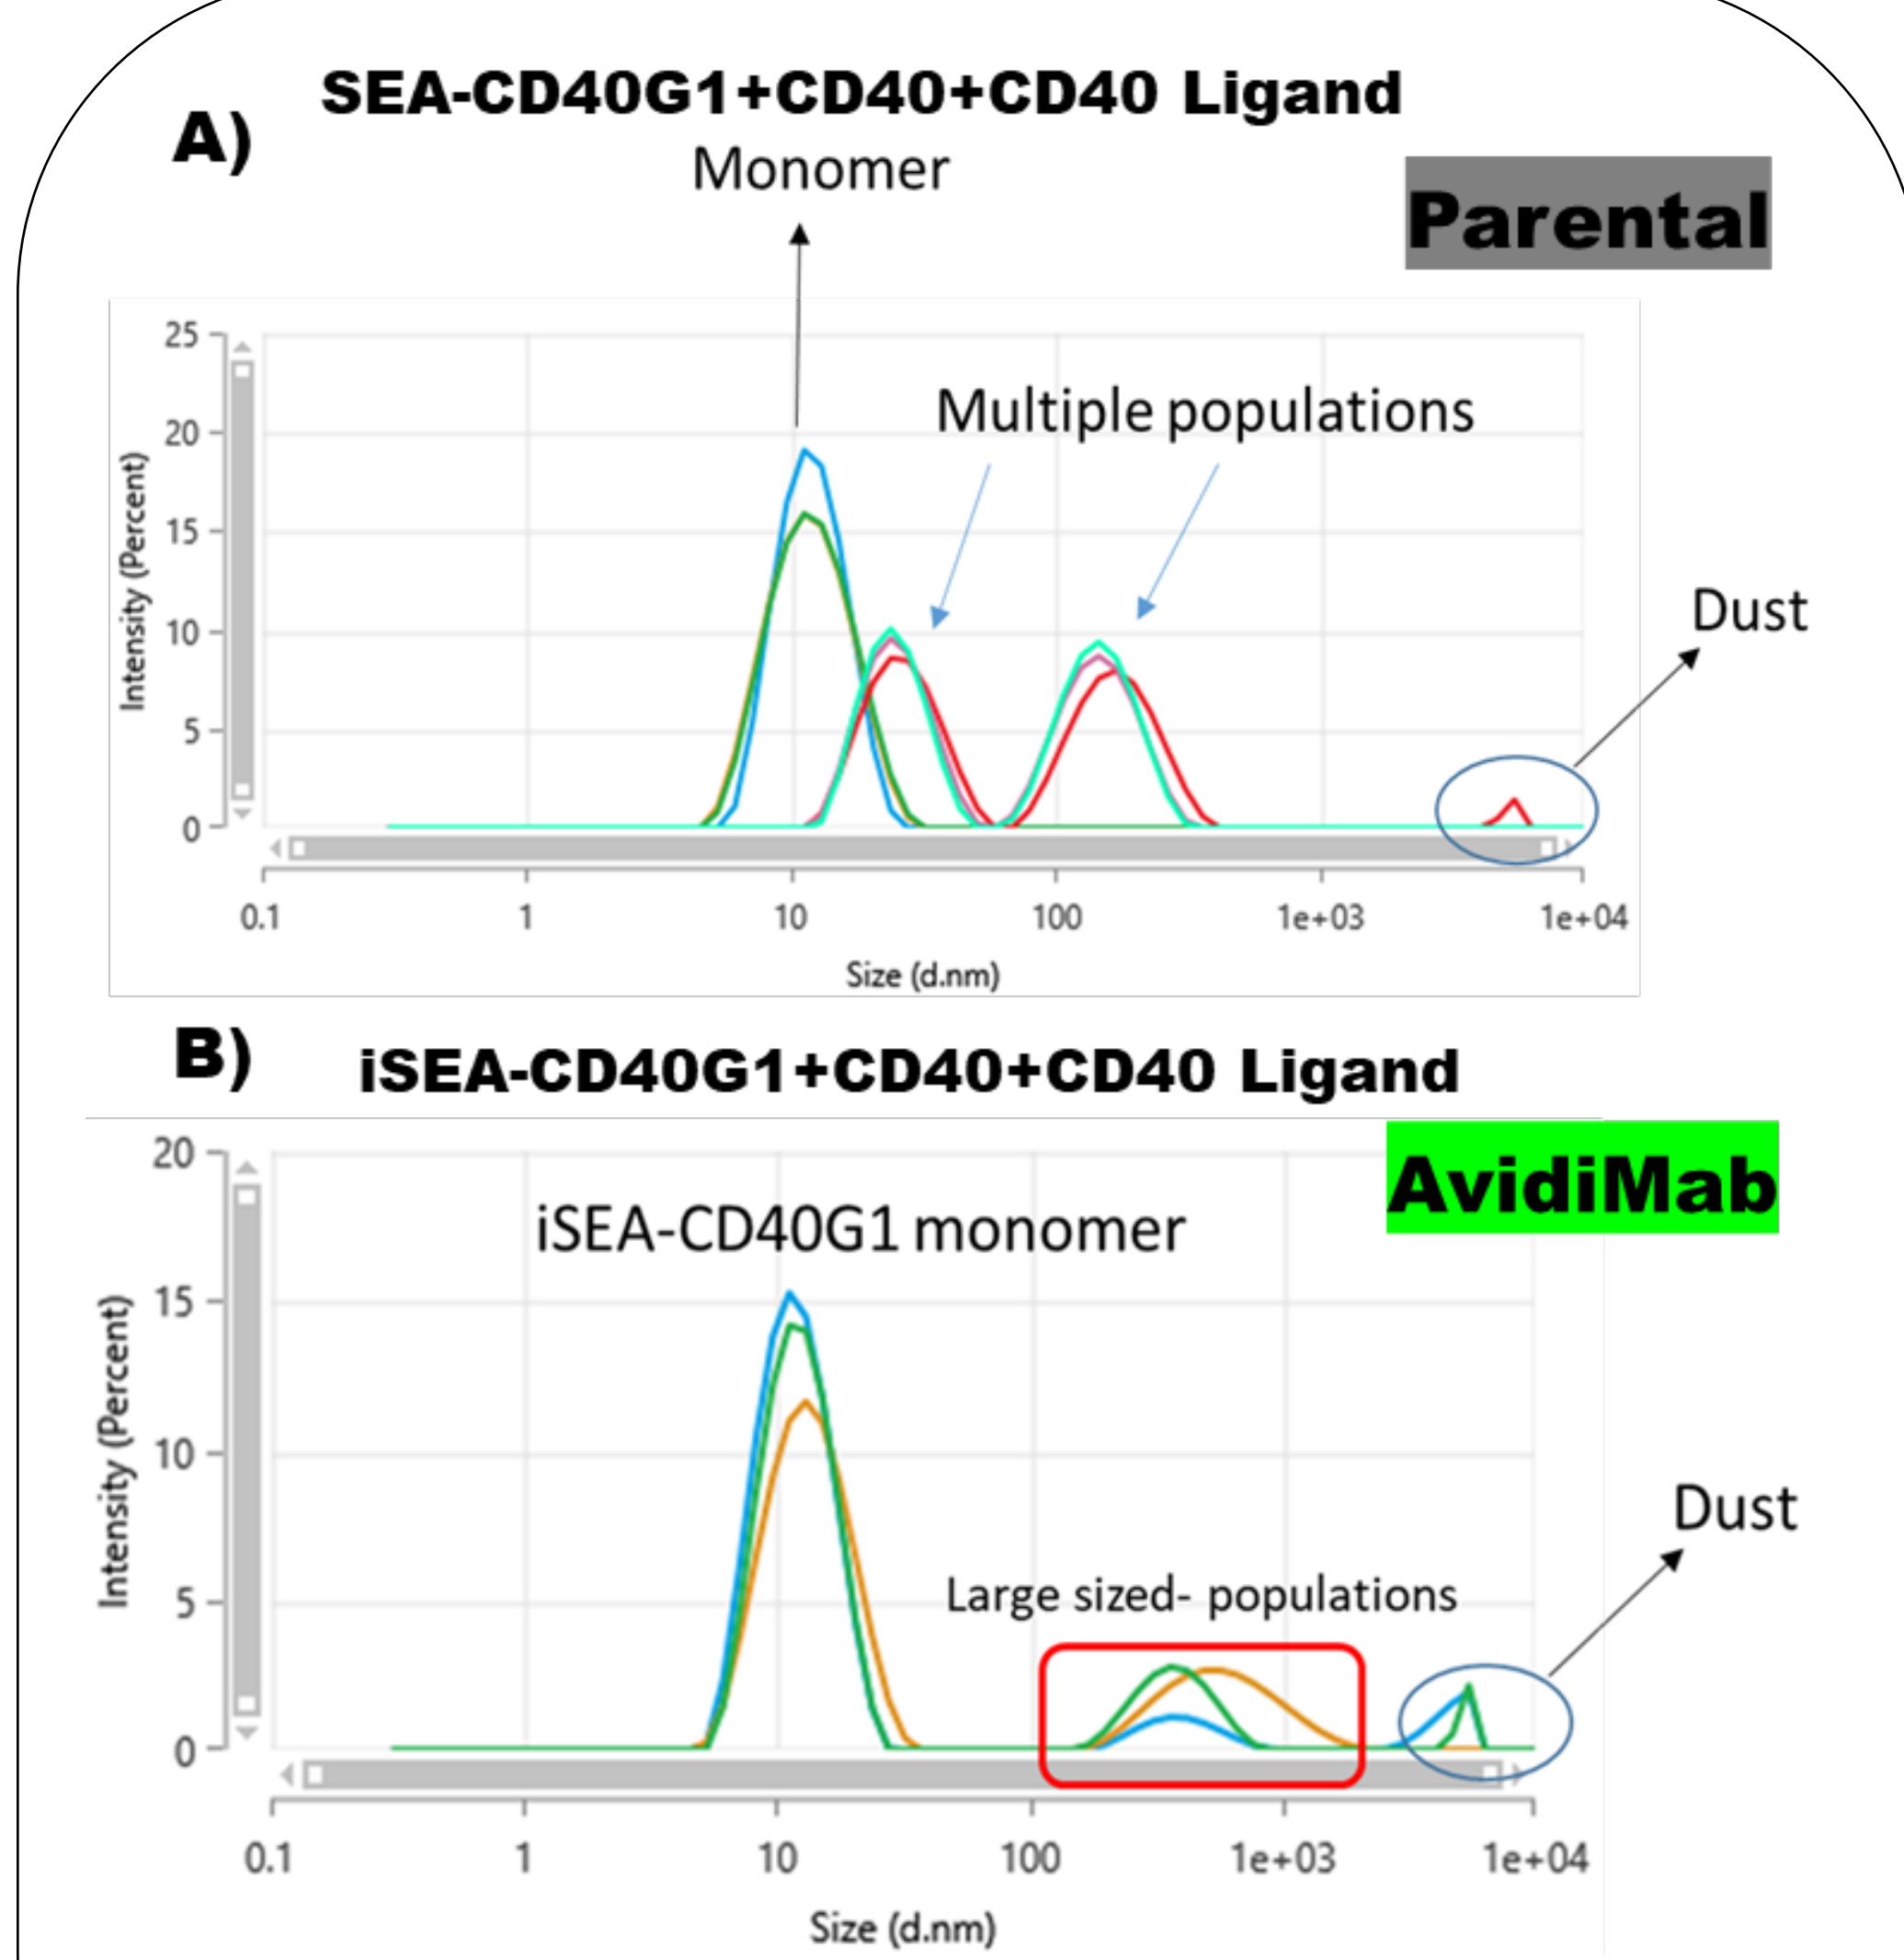 SEA-CD40G1+CD40+CD40 Ligand
A)
Monomer
Parental
25
20
15
10
5
0
Intensity (Percent)
Multiple populations
Dust
0.1 1 10 100 1e+03 1e+04
Size (d.nm)
B)
iSEA-CD40G1+CD40+CD40 Ligand
AvidiMab
20
15
10
5
0
Intensity (Percent)
iSEA-CD40G1 monomer
Large sized- populations
Dust
0.1 1 10 100 1e+03 1e+04
Size (d.nm)